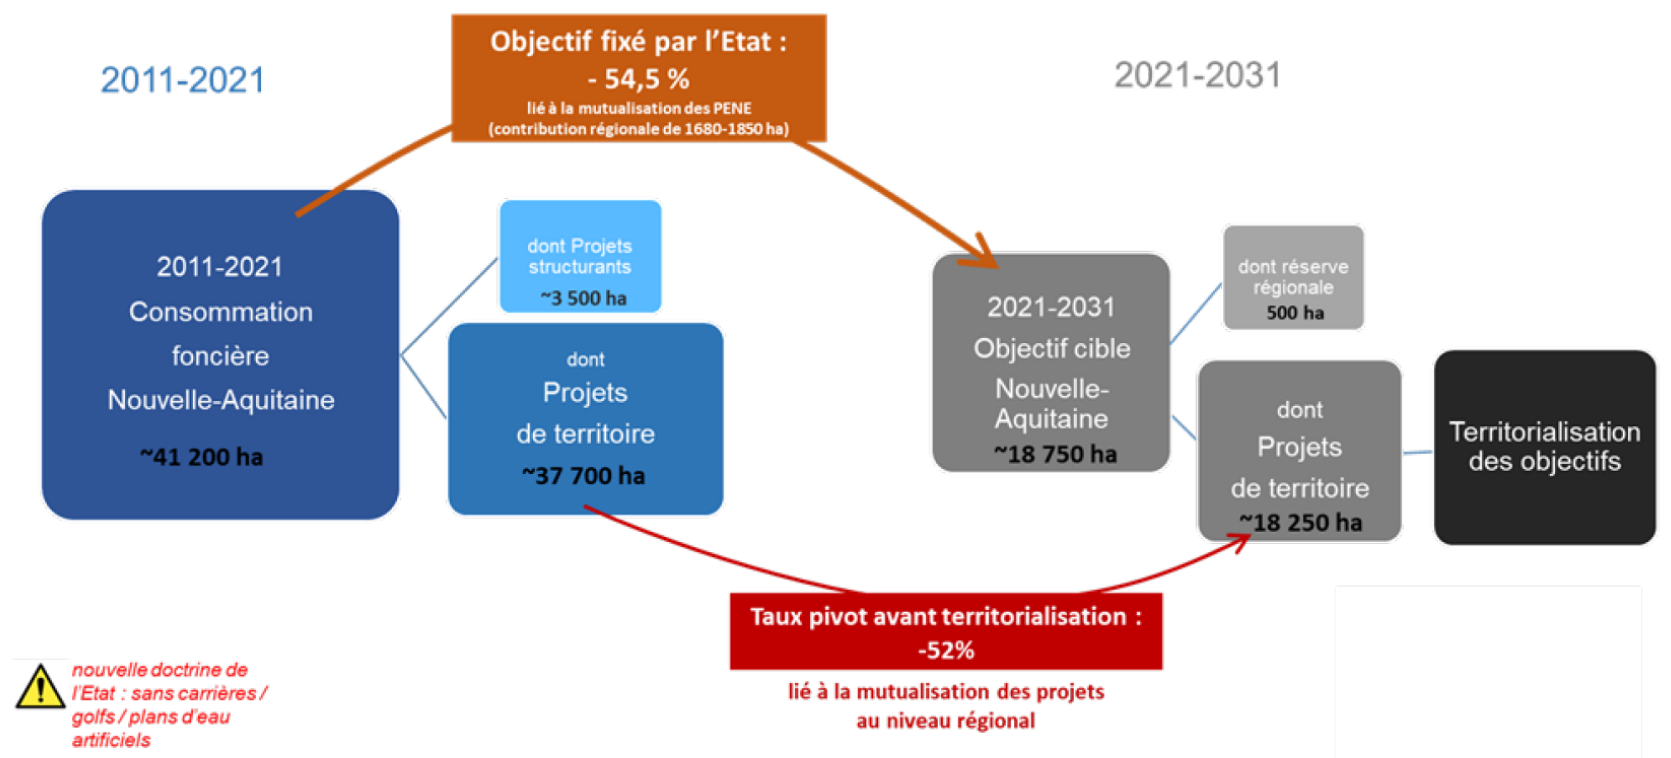 2011-2021
Objectif fixé par l'Etat :
- 54,5 %
lié à la mutualisation des PENE
(contribution régionale de 1680-1850 ha)
2021-2031
2011-2021
Consommation
foncière
Nouvelle-Aquitaine
~41 200 ha
dont Projets
structurants
~3 500 ha
dont
Projets
de territoire
~37 700 ha
2021-2031
Objectif cible
Nouvelle-
Aquitaine
~18 750 ha
dont réserve
régionale
500 ha
dont
Projets
de territoire
~18 250 ha
Territorialisation
des objectifs
Taux pivot avant territorialisation :
-52%
lié à la mutualisation des projets
au niveau régional
nouvelle doctrine de
l'Etat : sans carrières /
golfs / plans d'eau
artificiels